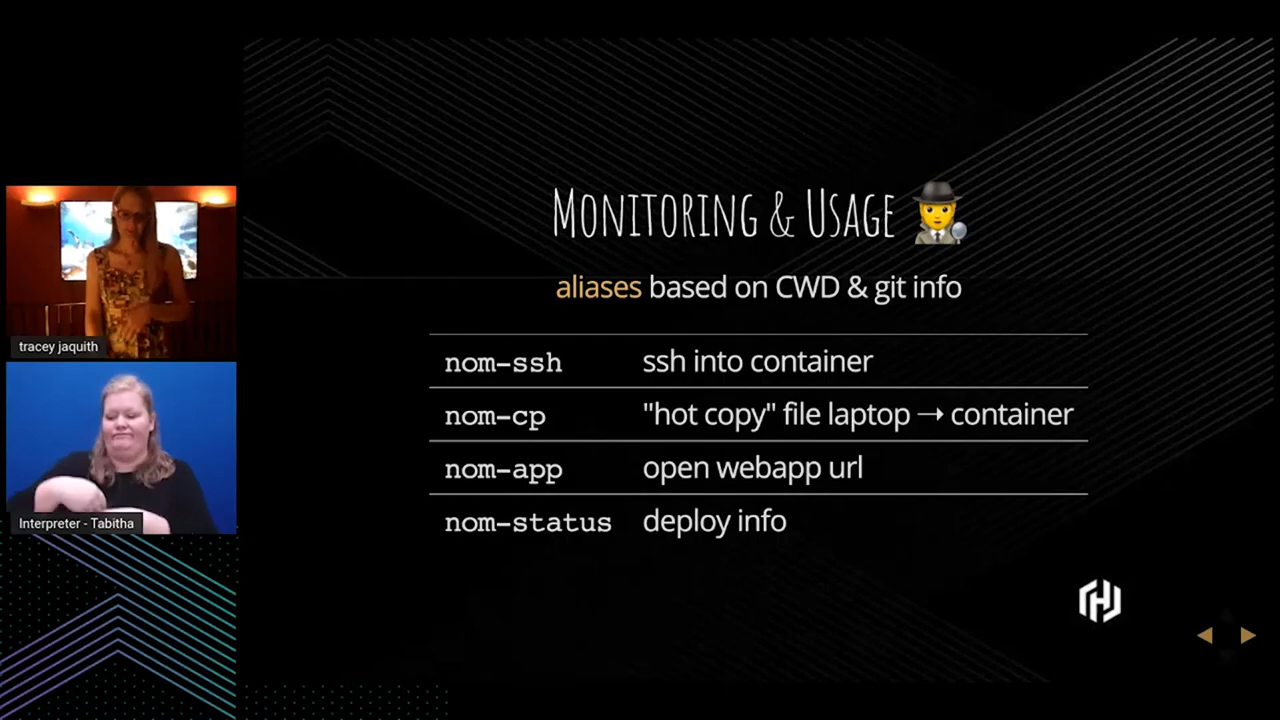 Monitoring & Usage
aliases based on CWD & git info
nom-ssh ssh into container
nom-cp "hot copy" file laptop → container
nom-app open webapp url
nom-status deploy info
tracey jaquith
Interpreter - Tabitha